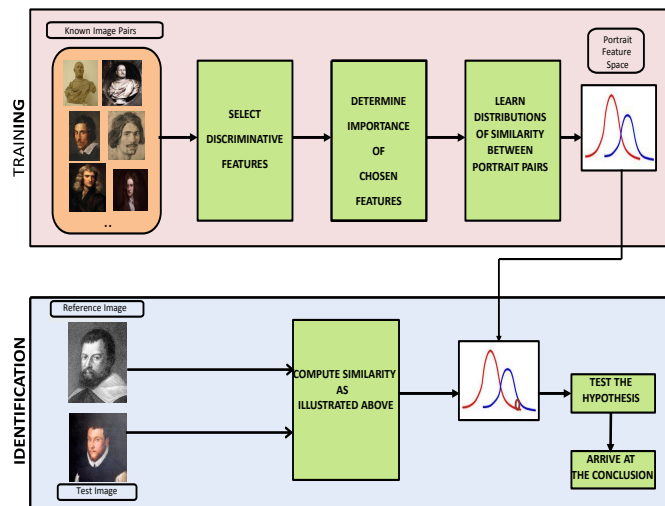 Known Image Pairs
..
TRAINING
SELECT
DISCRIMINATIVE
FEATURES
DETERMINE
IMPORTANCE
OF
CHOSEN
FEATURES
LEARN
DISTRIBUTIONS
OF SIMILARITY
BETWEEN
PORTRAIT PAIRS
Portrait
Feature
Space
IDENTIFICATION
Reference Image
Test Image
COMPUTE SIMILARITY
AS
ILLUSTRATED ABOVE
TEST THE
HYPOTHESIS
ARRIVE AT
THE CONCLUSION